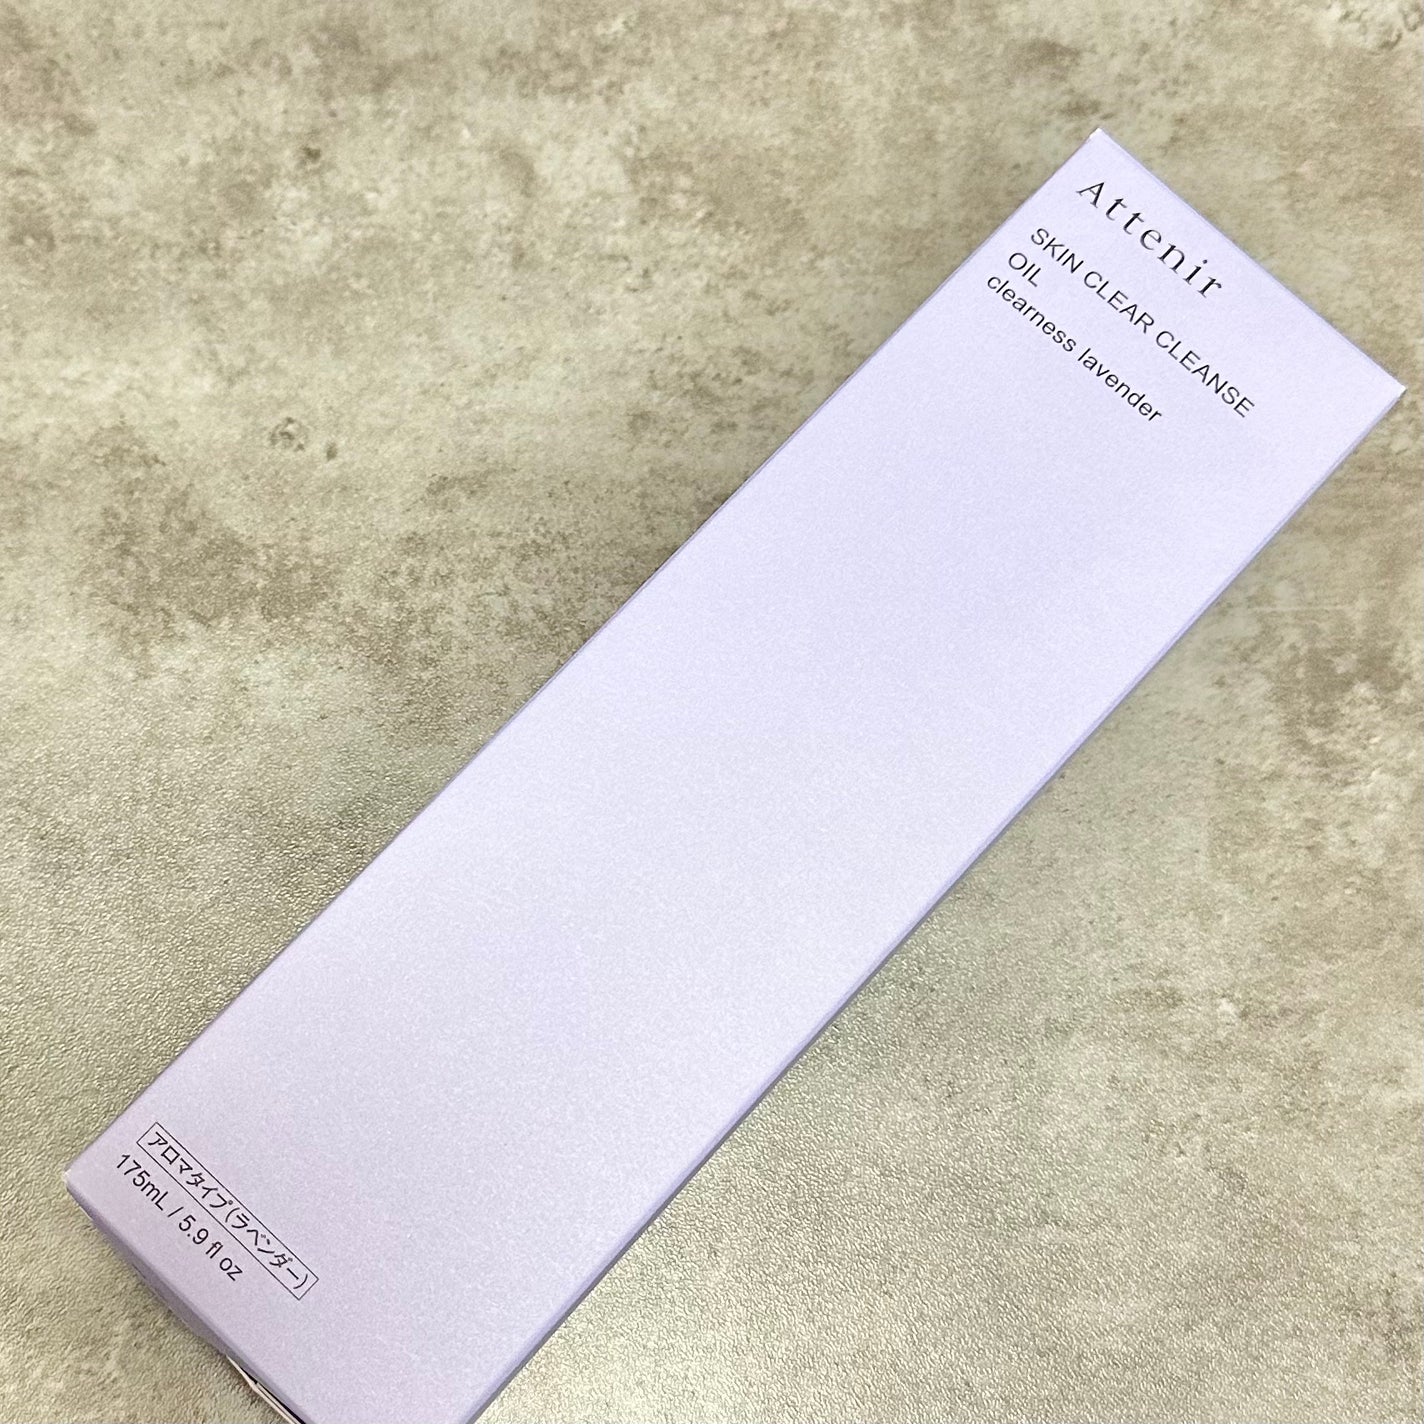 Attenir
SKIN CLEAR CLEANSE
OIL
clearness lavender
アロマタイプ(ラベンダー)
175mL / 5.9 fl oz